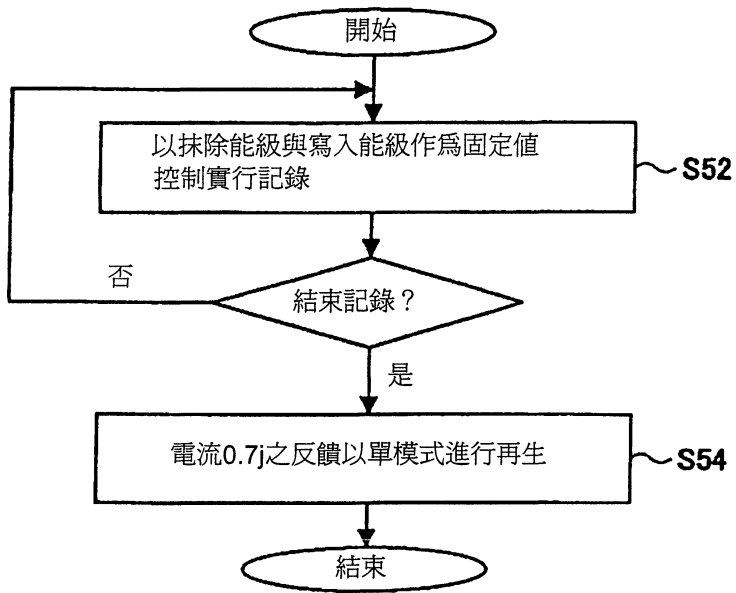 開始
以抹除能級與寫入能級作為固定值
控制實行記錄
S52
否
結束記錄？
是
電流0.7j之反饋以單模式進行再生
S54
結束